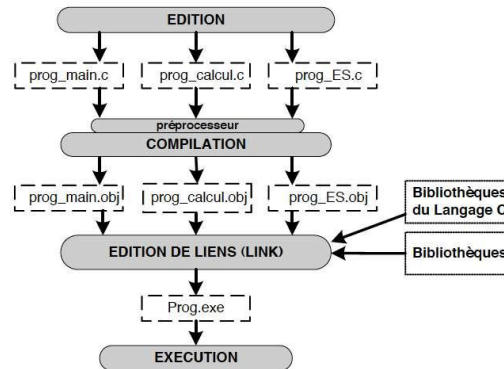 EDITION
prog_main.c
prog_calcul.c
prog_ES.c
préprocesseur
COMPILATION
prog_main.obj
prog_calcul.obj
prog_ES.obj
Bibliothèques
du Langage C
EDITION DE LIENS (LINK)
Bibliothèques
Prog.exe
EXECUTION